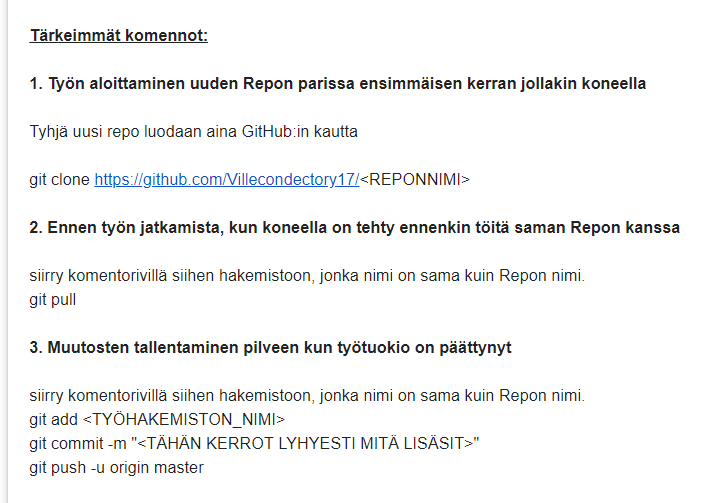 Tärkeimmät komennot:
1. Työn aloittaminen uuden Repon parissa ensimmäisen kerran jollakin koneella
Tyhjä uusi repo luodaan aina GitHub:in kautta
git clone https://github.com/Villecondectory17/<REPONNIMI>
2. Ennen työn jatkamista, kun koneella on tehty ennenkin töitä saman Repon kanssa
siirry komentorivillä siihen hakemistoon, jonka nimi on sama kuin Repon nimi.
git pull
3. Muutosten tallentaminen pilveen kun työtuokio on päättynyt
siirry komentorivillä siihen hakemistoon, jonka nimi on sama kuin Repon nimi.
git add <TYÖHAKEMISTON_NIMI>
git commit -m "<TÄHÄN KERROT LYHYESTI MITÄ LISÄSIT>"
git push -u origin master